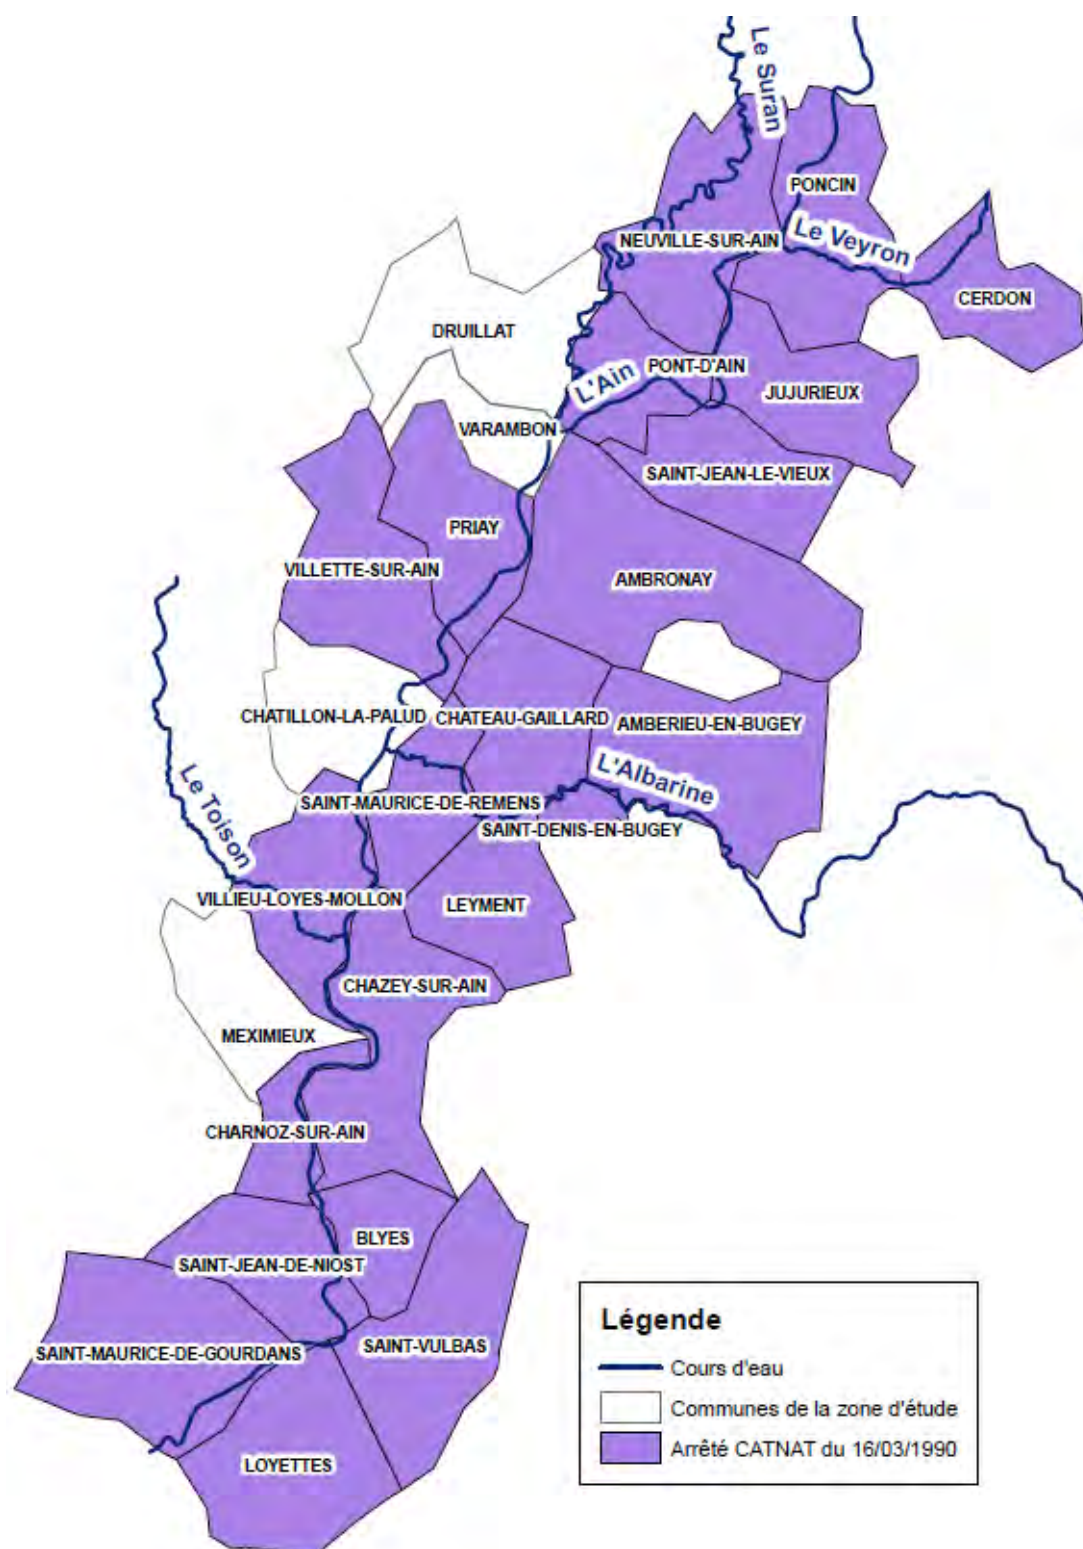 Le Suran
PONCIN
NEUVILLE-SUR-AIN
Le Veyron
CERDON
DRUILLAT
PONT-D'AIN
L'Ain
JUJURIEUX
VARAMBON
SAINT-JEAN-LE-VIEUX
PRIAY
VILLETTE-SUR-AIN
AMBRONAY
CHATILLON-LA-PALUD
CHATEAU-GAILLARD
AMBERIEU-EN-BUGEY
L'Albarine
Le Toison
SAINT-MAURICE-DE-REMENS
SAINT-DENIS-EN-BUGEY
VILLIEU-LOYES-MOLLON
LEYMENT
CHAZEY-SUR-AIN
MEXIMIEUX
CHARNOZ-SUR-AIN
BLYES
SAINT-JEAN-DE-NIOST
SAINT-MAURICE-DE-GOURDANS
SAINT-VULBAS
LOYETTES
Légende
Cours d'eau
Communes de la zone d'étude
Arrêté CATNAT du 16/03/1990